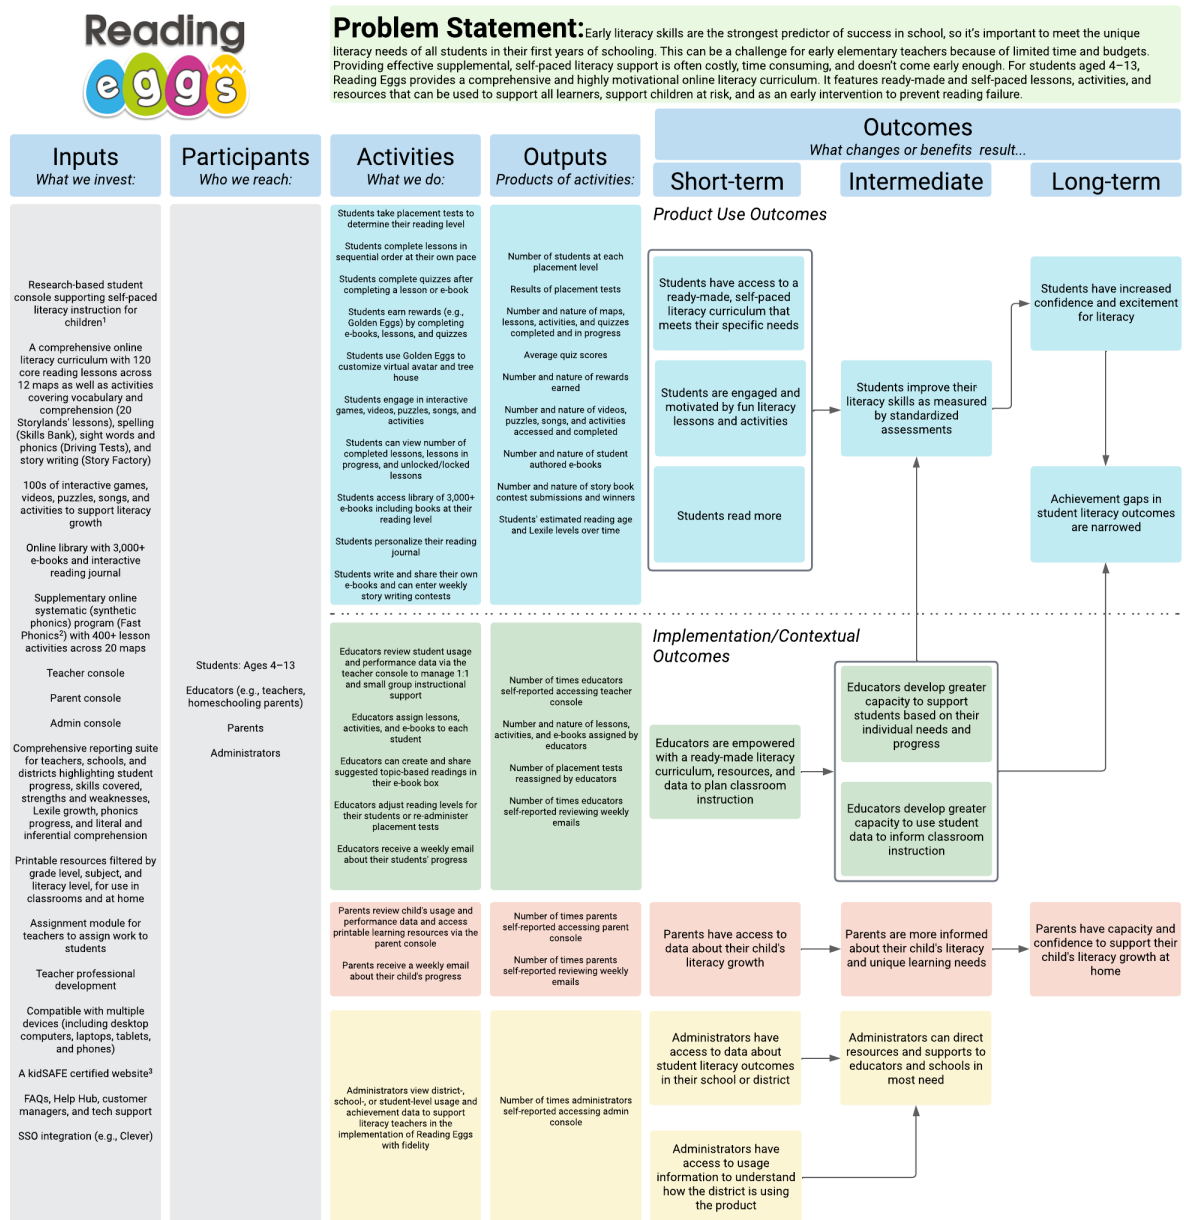 Reading
eggs
Problem Statement: Early literacy skills are the strongest predictor of success in school, so it's important to meet the unique
literacy needs of all students in their first years of schooling. This can be a challenge for early elementary teachers because of limited time and budgets.
Providing effective supplemental, self-paced literacy support is often costly, time consuming, and doesn't come early enough. For students aged 4–13,
Reading Eggs provides a comprehensive and highly motivational online literacy curriculum. It features ready-made and self-paced lessons, activities, and
resources that can be used to support all learners, support children at risk, and as an early intervention to prevent reading failure.
Inputs
What we invest:
Participants
Who we reach:
Activities
What we do:
Outputs
Products of activities:
Outcomes
What changes or benefits result...
Short-term
Intermediate
Long-term
Research-based student
console supporting self-paced
literacy instruction for
children1
A comprehensive online
literacy curriculum with 120
core reading lessons across
12 maps as well as activities
covering vocabulary and
comprehension (20
Storylands' lessons), spelling
(Skills Bank), sight words and
phonics (Driving Tests), and
story writing (Story Factory)
100s of interactive games,
videos, puzzles, songs, and
activities to support literacy
growth
Online library with 3,000+
e-books and interactive
reading journal
Supplementary online
systematic (synthetic
phonics) program (Fast
Phonics2) with 400+ lesson
activities across 20 maps
Teacher console
Parent console
Admin console
Comprehensive reporting suite
for teachers, schools, and
districts highlighting student
progress, skills covered,
strengths and weaknesses,
Lexile growth, phonics
progress, and literal and
inferential comprehension
Printable resources filtered by
grade level, subject, and
literacy level, for use in
classrooms and at home
Assignment module for
teachers to assign work to
students
Teacher professional
development
Compatible with multiple
devices (including desktop
computers, laptops, tablets,
and phones)
A kidSAFE certified website3
FAQs, Help Hub, customer
managers, and tech support
SSO integration (e.g., Clever)
Students: Ages 4–13
Educators (e.g., teachers,
homeschooling parents)
Parents
Administrators
Students take placement tests to
determine their reading level
Students complete lessons in
sequential order at their own pace
Students complete quizzes after
completing a lesson or e-book
Students earn rewards (e.g.,
Golden Eggs) by completing
e-books, lessons, and quizzes
Students use Golden Eggs to
customize virtual avatar and tree
house
Students engage in interactive
games, videos, puzzles, songs, and
activities
Students can view number of
completed lessons, lessons in
progress, and unlocked/locked
lessons
Students access library of 3,000+
e-books including books at their
reading level
Students personalize their reading
journal
Students write and share their own
e-books and can enter weekly
story writing contests
Number of students at each
placement level
Results of placement tests
Number and nature of maps,
lessons, activities, and quizzes
completed and in progress
Average quiz scores
Number and nature of rewards
earned
Number and nature of videos,
puzzles, songs, and activities
accessed and completed
Number and nature of student
authored e-books
Number and nature of story book
contest submissions and winners
Students' estimated reading age
and Lexile levels over time
Product Use Outcomes
Students have access to a
ready-made, self-paced
literacy curriculum that
meets their specific needs
Students are engaged and
motivated by fun literacy
lessons and activities
Students read more
Students improve their
literacy skills as measured
by standardized
assessments
Students have increased
confidence and excitement
for literacy
Achievement gaps in
student literacy outcomes
are narrowed
Educators review student usage
and performance data via the
teacher console to manage 1:1
and small group instructional
support
Educators assign lessons,
activities, and e-books to each
student
Educators can create and share
suggested topic-based readings in
their e-book box
Educators adjust reading levels for
their students or re-administer
placement tests
Educators receive a weekly email
about their students' progress
Number of times educators
self-reported accessing teacher
console
Number and nature of lessons,
activities, and e-books assigned by
educators
Number of placement tests
reassigned by educators
Number of times educators
self-reported reviewing weekly
emails
Implementation/Contextual
Outcomes
Educators are empowered
with a ready-made literacy
curriculum, resources, and
data to plan classroom
instruction
Educators develop greater
capacity to support
students based on their
individual needs and
progress
Educators develop greater
capacity to use student
data to inform classroom
instruction
Parents review child's usage and
performance data and access
printable learning resources via the
parent console
Parents receive a weekly email
about their child's progress
Number of times parents
self-reported accessing parent
console
Number of times parents
self-reported reviewing weekly
emails
Parents have access to
data about their child's
literacy growth
Parents are more informed
about their child's literacy
and unique learning needs
Parents have capacity and
confidence to support their
child's literacy growth at
home
Administrators view district-,
school-, or student-level usage and
achievement data to support
literacy teachers in the
implementation of Reading Eggs
with fidelity
Number of times administrators
self-reported accessing admin
console
Administrators have
access to data about
student literacy outcomes
in their school or district
Administrators can direct
resources and supports to
educators and schools in
most need
Administrators have
access to usage
information to understand
how the district is using
the product